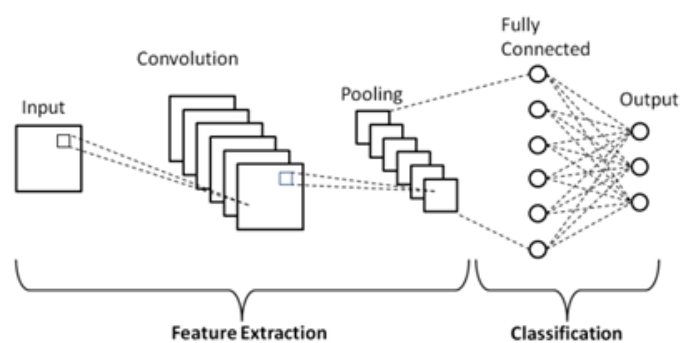 Fully
Connected
Convolution
Pooling
Input
Output
Feature Extraction
Classification